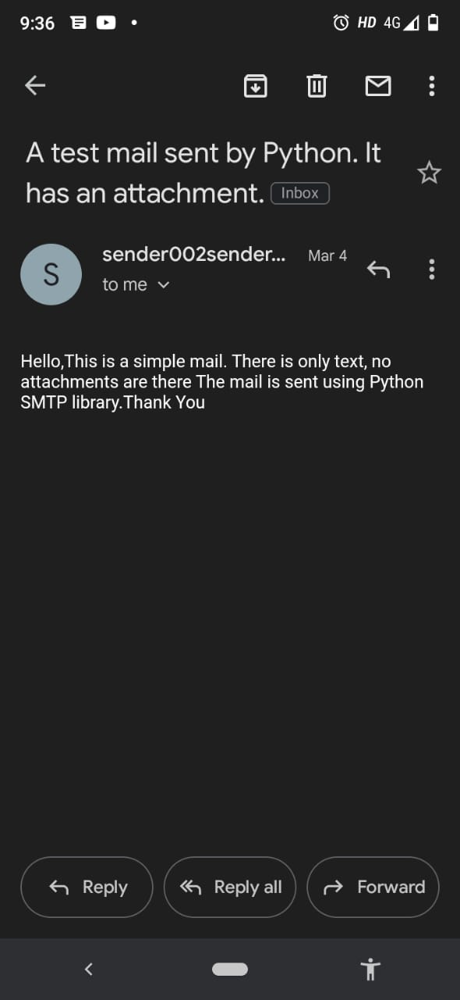 9:36 HD 4G
A test mail sent by Python. It
has an attachment. Inbox
S
sender002sender... Mar 4
to me
Hello,This is a simple mail. There is only text, no
attachments are there The mail is sent using Python
SMTP library.Thank You
Reply Reply all Forward